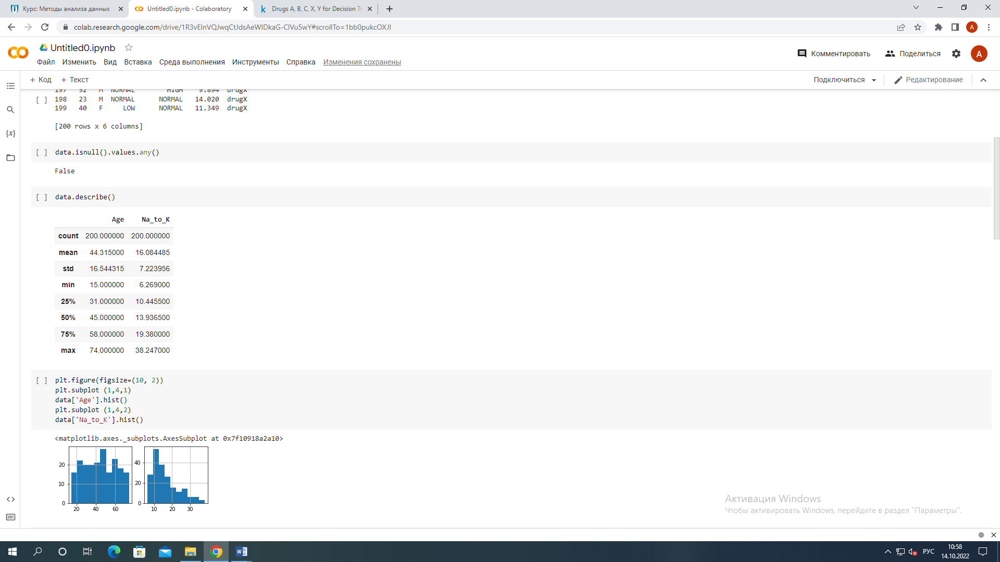 Курс: Методы анализа данных
Untitled0.ipynb - Colaboratory
Drugs A, B, C, X, Y for Decision Tr
colab.research.google.com/drive/1R3vEInVQJwqCtJdsAeWIDkaG-ClVu5wY#scrollTo=1bb0pukcOXJI
A
Untitled0.ipynb
Файл Изменить Вид Вставка Среда выполнения Инструменты Справка Изменения сохранены
Комментировать Поделиться A
+ Код + Текст Подключиться Редактирование
197 52 M NORMAL HIGH 9.894 drugX
[ ] 198 23 M NORMAL NORMAL 14.020 drugX
199 40 F LOW NORMAL 11.349 drugX
[200 rows x 6 columns]
[ ] data.isnull().values.any()
False
[ ] data.describe()
Age Na_to_K
count 200.000000 200.000000
mean 44.315000 16.084485
std 16.544315 7.223956
min 15.000000 6.269000
25% 31.000000 10.445500
50% 45.000000 13.936500
75% 58.000000 19.380000
max 74.000000 38.247000
[ ] plt.figure(figsize=(10, 2))
plt.subplot (1,4,1)
data['Age'].hist()
plt.subplot (1,4,2)
data['Na_to_K'].hist()
<matplotlib.axes._subplots.AxesSubplot at 0x7f10918a2a10>
20
10
0
20 40 60
40
20
0
10 20 30
Активация Windows
Чтобы активировать Windows, перейдите в раздел "Параметры".
РУС
10:58
14.10.2022